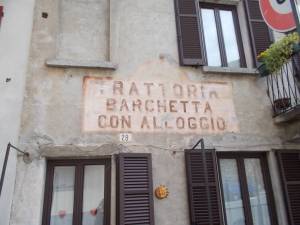 TRATTORIA
BARCHETTA
CON ALLOGGIO
28